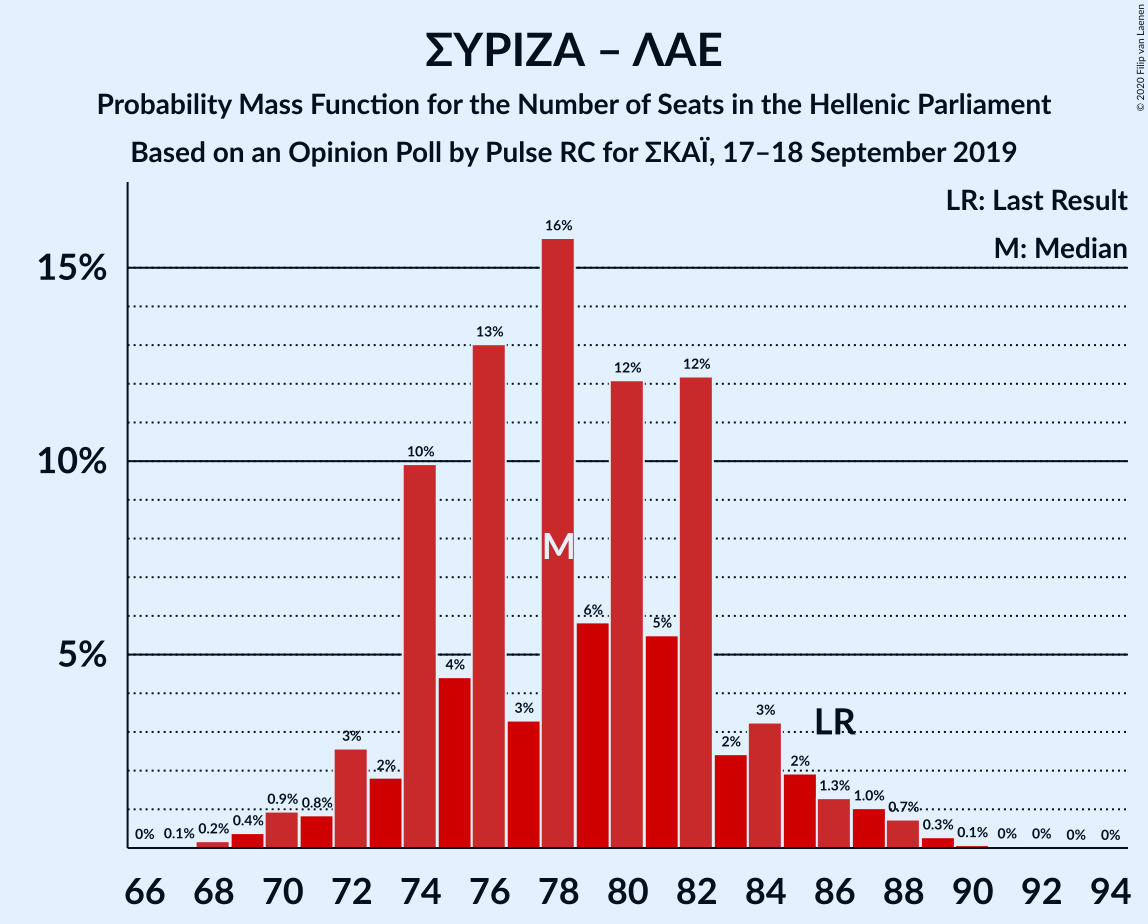 ΣΥΡΙΖΑ – ΛΑΕ
Probability Mass Function for the Number of Seats in the Hellenic Parliament
Based on an Opinion Poll by Pulse RC for ΣΚΑΪ, 17–18 September 2019
© 2020 Filip van Laenen
LR: Last Result
M: Median
15%
10%
5%
0% 0.1% 0.2% 0.4% 0.9% 0.8% 3% 2% 10% 4% 13% 3% 16% 6% 12% 5% 12% 2% 3% 2% 1.3% 1.0% 0.7% 0.3% 0.1% 0% 0% 0% 0%
M
LR
66 68 70 72 74 76 78 80 82 84 86 88 90 92 94